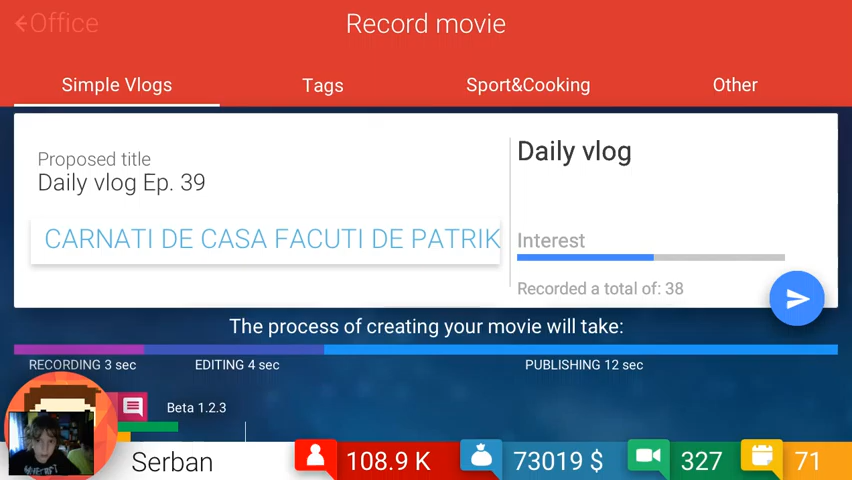 Office
Record movie
Simple Vlogs
Tags
Sport&Cooking
Other
Proposed title
Daily vlog Ep. 39
CARNATI DE CASA FACUTI DE PATRIK
Daily vlog
Interest
Recorded a total of: 38
The process of creating your movie will take:
RECORDING 3 sec
EDITING 4 sec
PUBLISHING 12 sec
Beta 1.2.3
MINECRAFT
Serban
108.9 K
73019 $
327
71